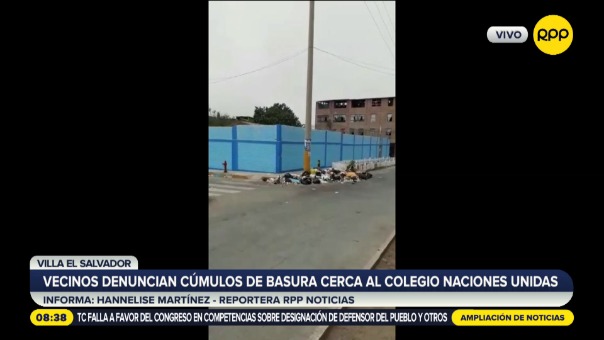 VIVO
RPP
VILLA EL SALVADOR
VECINOS DENUNCIAN CÚMULOS DE BASURA CERCA AL COLEGIO NACIONES UNIDAS
INFORMA: HANNELISE MARTÍNEZ - REPORTERA RPP NOTICIAS
08:38 TC FALLA A FAVOR DEL CONGRESO EN COMPETENCIAS SOBRE DESIGNACIÓN DE DEFENSOR DEL PUEBLO Y OTROS AMPLIACIÓN DE NOTICIAS